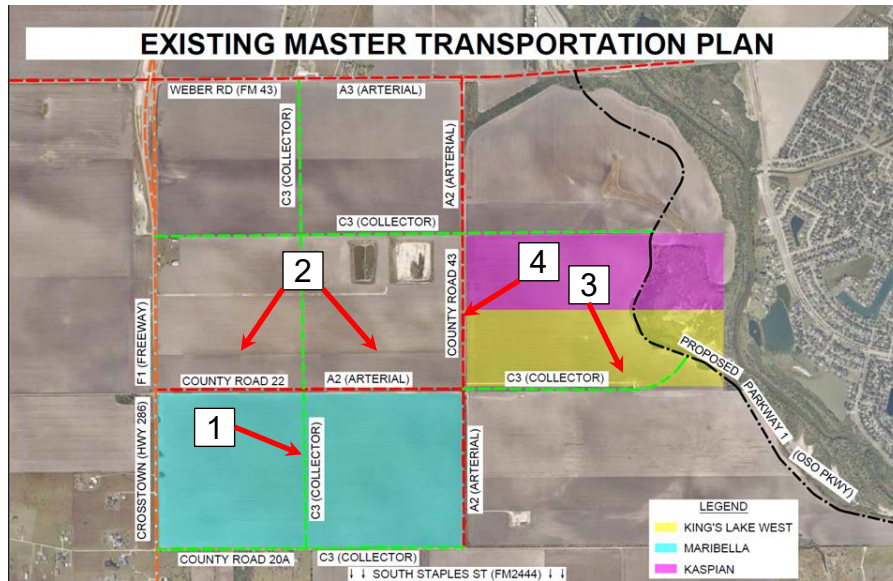 EXISTING MASTER TRANSPORTATION PLAN
WEBER RD (FM 43)
A3 (ARTERIAL)
C3 (COLLECTOR)
A2 (ARTERIAL)
C3 (COLLECTOR)
2
4
3
COUNTY ROAD 43
F1 (FREEWAY)
PROPOSED PARKWAY 1 (OSO PKWY)
COUNTY ROAD 22
A2 (ARTERIAL)
C3 (COLLECTOR)
1
CROSSTOWN (HWY 286)
C3 (COLLECTOR)
A2 (ARTERIAL)
LEGEND
KING'S LAKE WEST
MARIBELLA
KASPIAN
COUNTY ROAD 20A
C3 (COLLECTOR)
↓ ↓ SOUTH STAPLES ST (FM2444) ↓ ↓